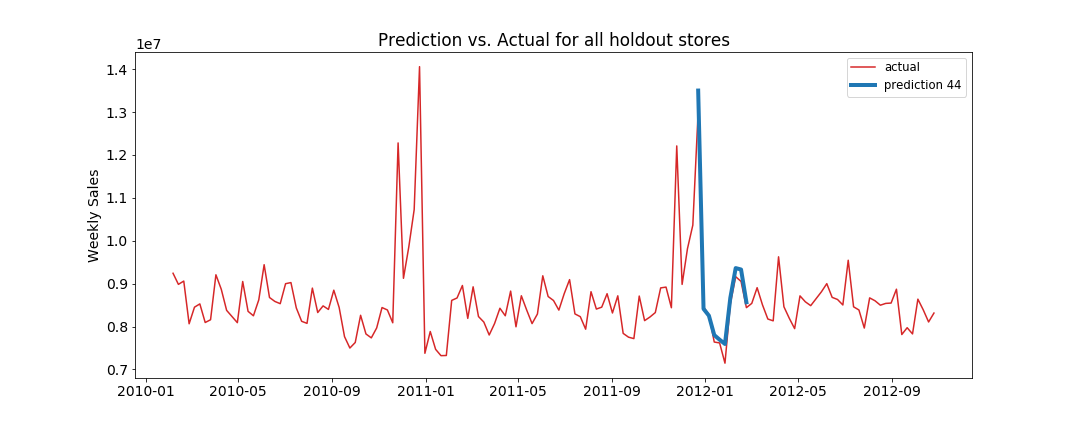 Prediction vs. Actual for all holdout stores
1e7
1.4
1.3
1.2
1.1
1.0
0.9
0.8
0.7
Weekly Sales
actual
prediction 44
2010-01 2010-05 2010-09 2011-01 2011-05 2011-09 2012-01 2012-05 2012-09